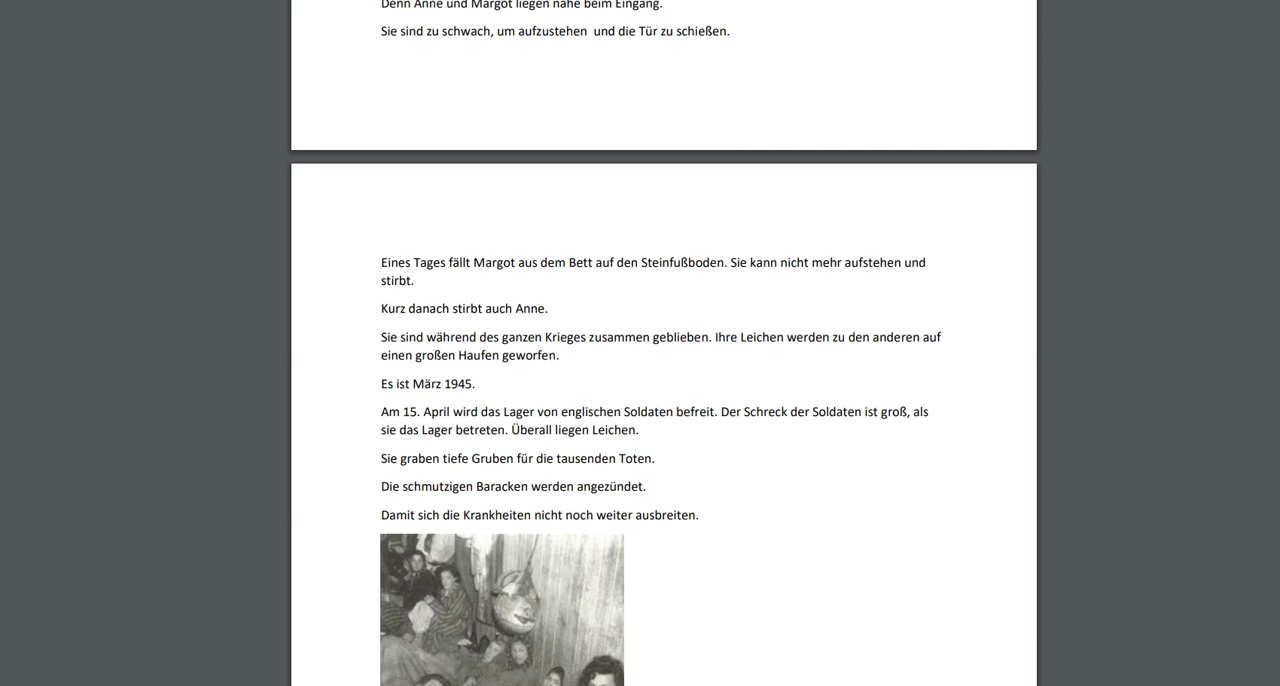 Denn Anne und Margot liegen nahe beim Eingang.
Sie sind zu schwach, um aufzustehen  und die Tür zu schießen.
Eines Tages fällt Margot aus dem Bett auf den Steinfußboden. Sie kann nicht mehr aufstehen und
stirbt.
Kurz danach stirbt auch Anne.
Sie sind während des ganzen Krieges zusammen geblieben. Ihre Leichen werden zu den anderen auf
einen großen Haufen geworfen.
Es ist März 1945.
Am 15. April wird das Lager von englischen Soldaten befreit. Der Schreck der Soldaten ist groß, als
sie das Lager betreten. Überall liegen Leichen.
Sie graben tiefe Gruben für die tausenden Toten.
Die schmutzigen Baracken werden angezündet.
Damit sich die Krankheiten nicht noch weiter ausbreiten.